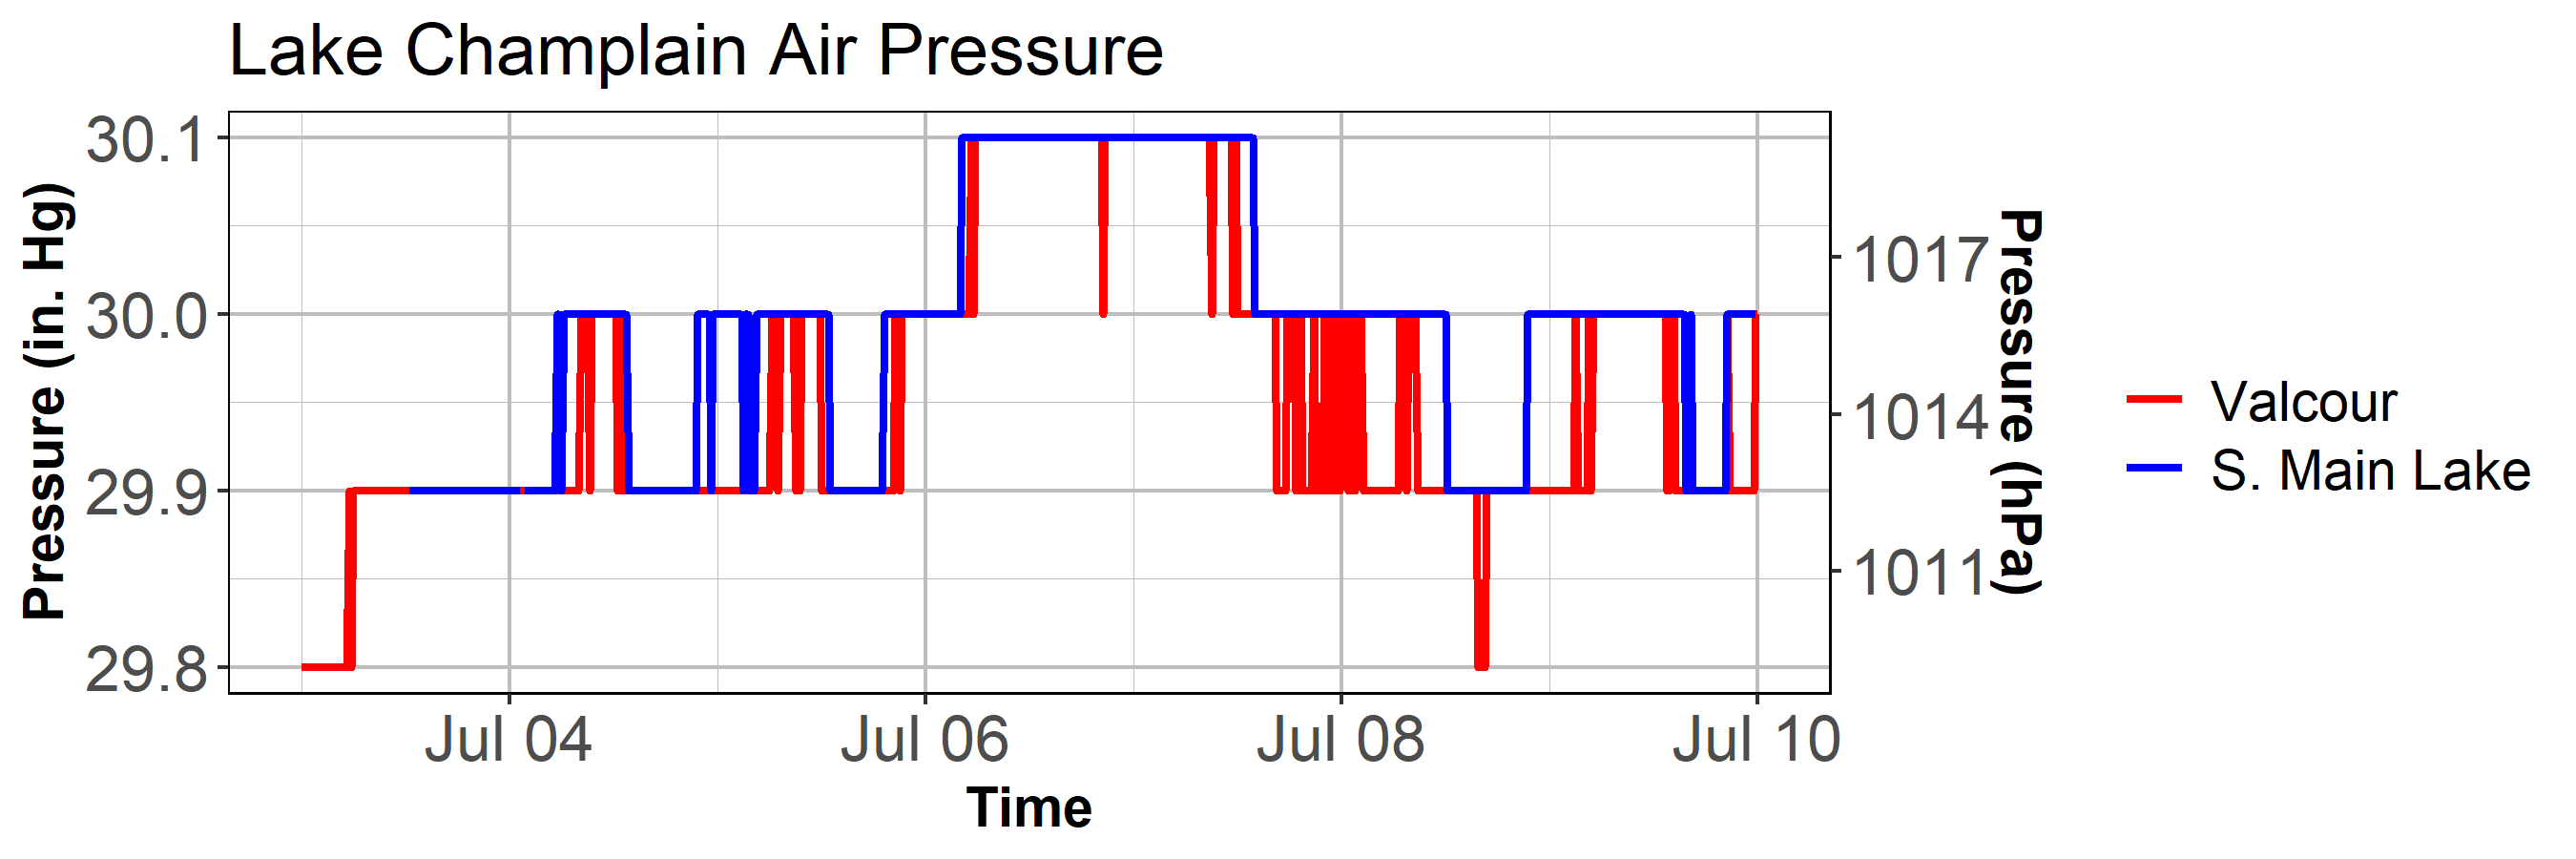 Lake Champlain Air Pressure
30.1
30.0
29.9
29.8
Pressure (in. Hg)
1017
1014
1011
Pressure (hPa)
Jul 04
Jul 06
Jul 08
Jul 10
Time
Valcour
S. Main Lake